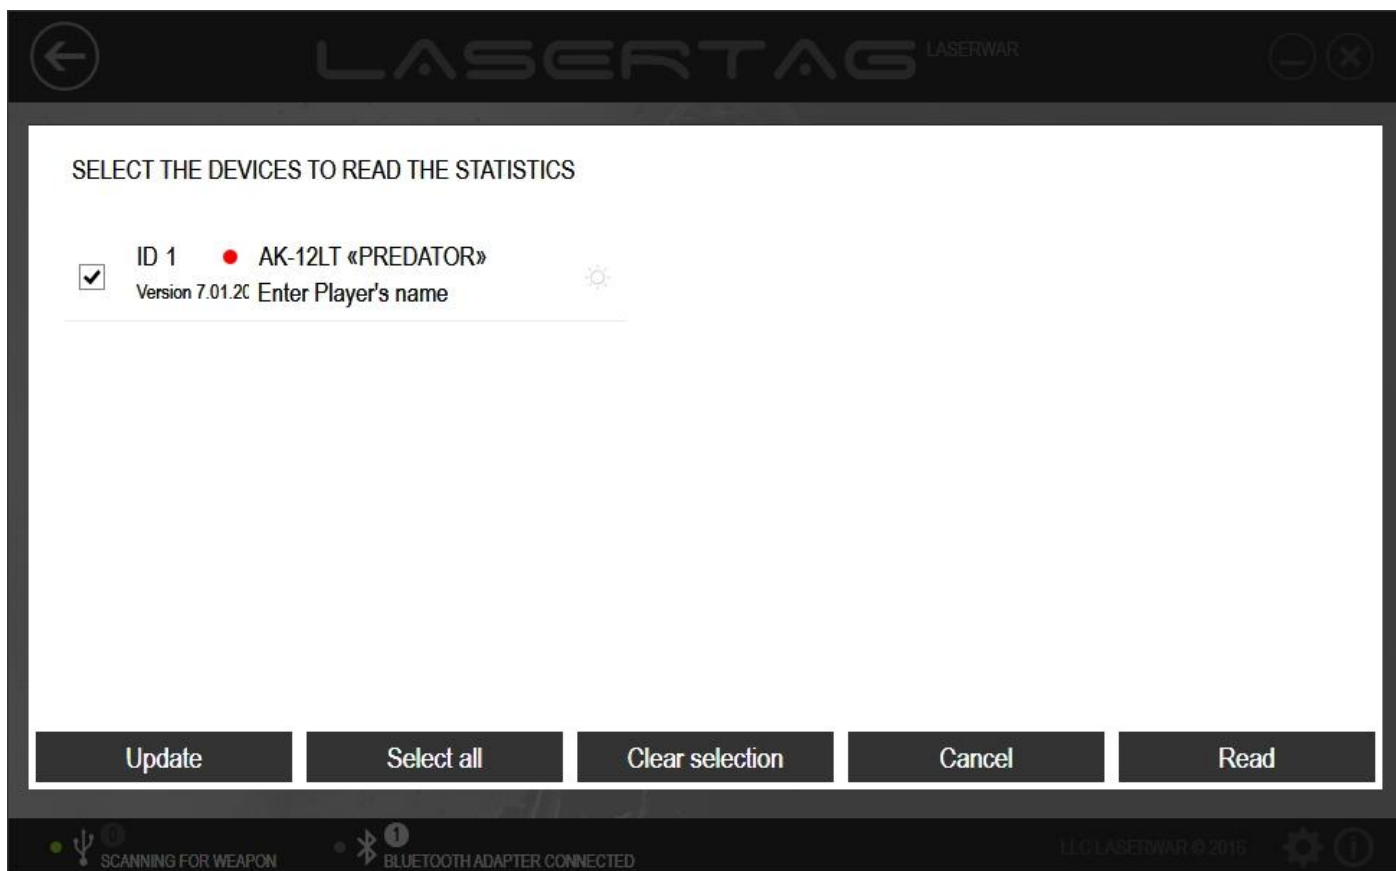 LASERTAG LASERWAR
SELECT THE DEVICES TO READ THE STATISTICS
ID 1 AK-12LT «PREDATOR»
Version 7.01.20 Enter Player's name
Update Select all Clear selection Cancel Read
0 1
SCANNING FOR WEAPON BLUETOOTH ADAPTER CONNECTED LLC LASERWAR © 2016